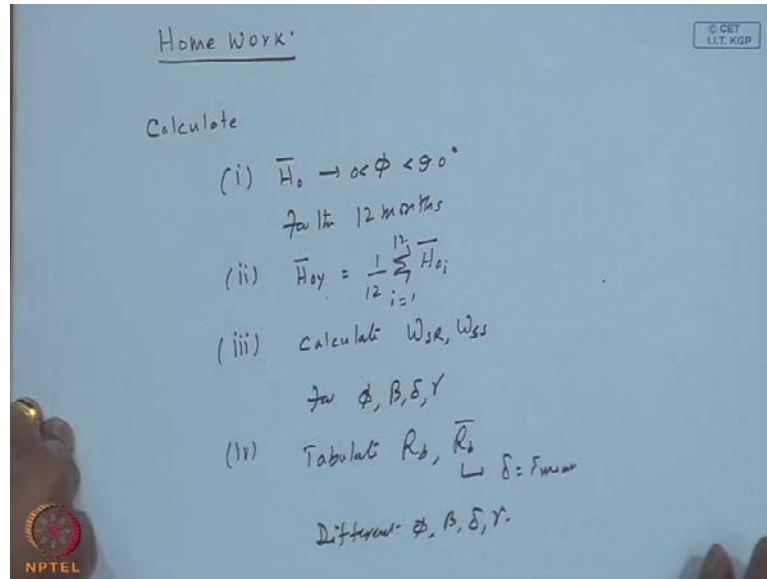 Home Work.
© CET
I.I.T. KGP
Calculate
(i) H̅₀ → 0 < ϕ < 90°
for the 12 months
(ii) H̅₀y = 1/12 Σ_{i=1}^{12} H̅₀i
(iii) Calculate ωSR, ωSS
for ϕ, β, δ, γ
(iv) Tabulate Rb, R̅b
↳ δ = δmean
Different ϕ, β, δ, γ.
NPTEL